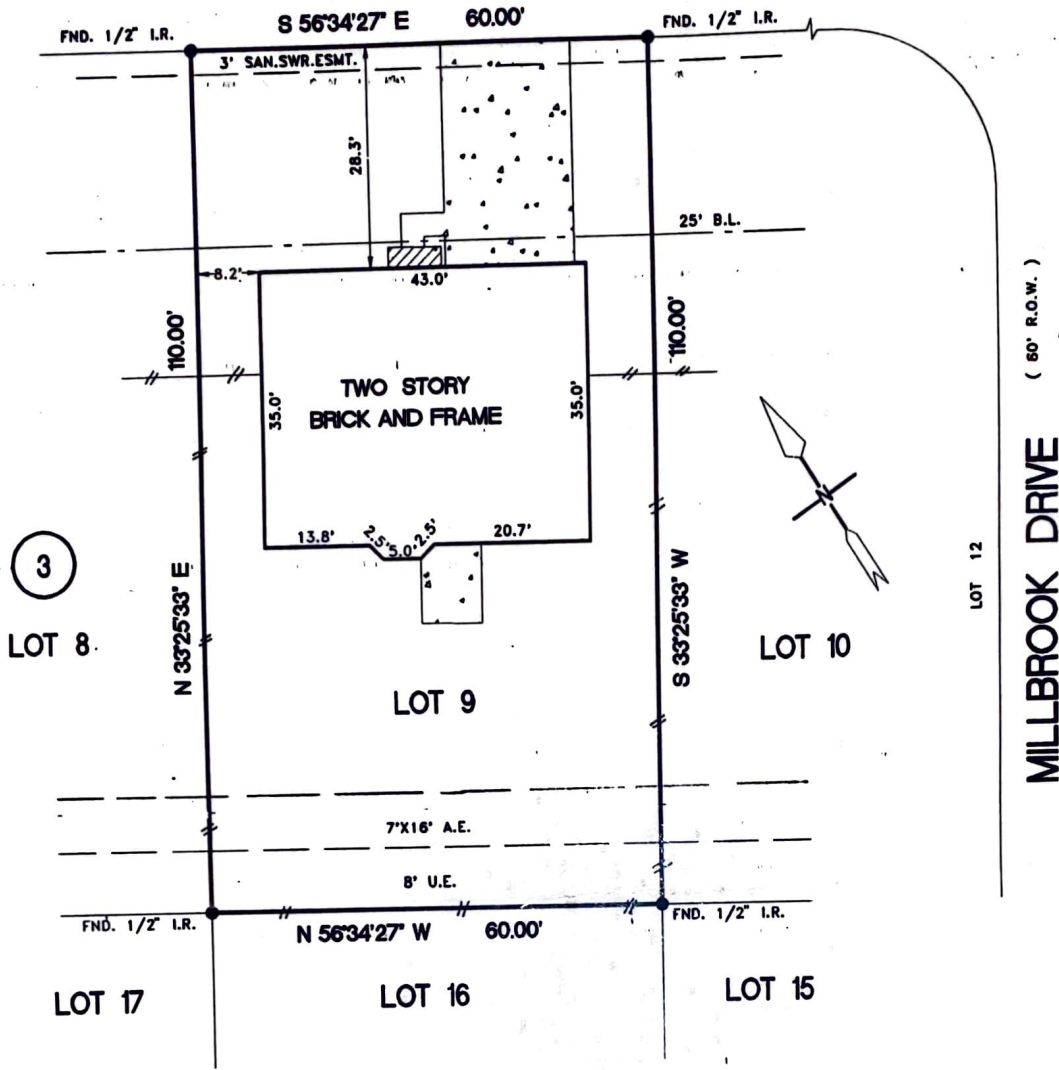 S 56°34'27" E 60.00'
FND. 1/2" I.R.
FND. 1/2" I.R.
3' SAN.SWR.ESMT.
28.3'
25' B.L.
8.2'
43.0'
110.00'
110.00'
TWO STORY
BRICK AND FRAME
35.0'
35.0'
N
13.8'
2.5'
5.0'
2.5'
20.7'
3
LOT 8
N 33°25'33" E
S 33°25'33" W
LOT 9
LOT 10
LOT 12
MILLBROOK DRIVE ( 60' R.O.W. )
7'X16' A.E.
8' U.E.
FND. 1/2" I.R.
FND. 1/2" I.R.
N 56°34'27" W 60.00'
LOT 17
LOT 16
LOT 15